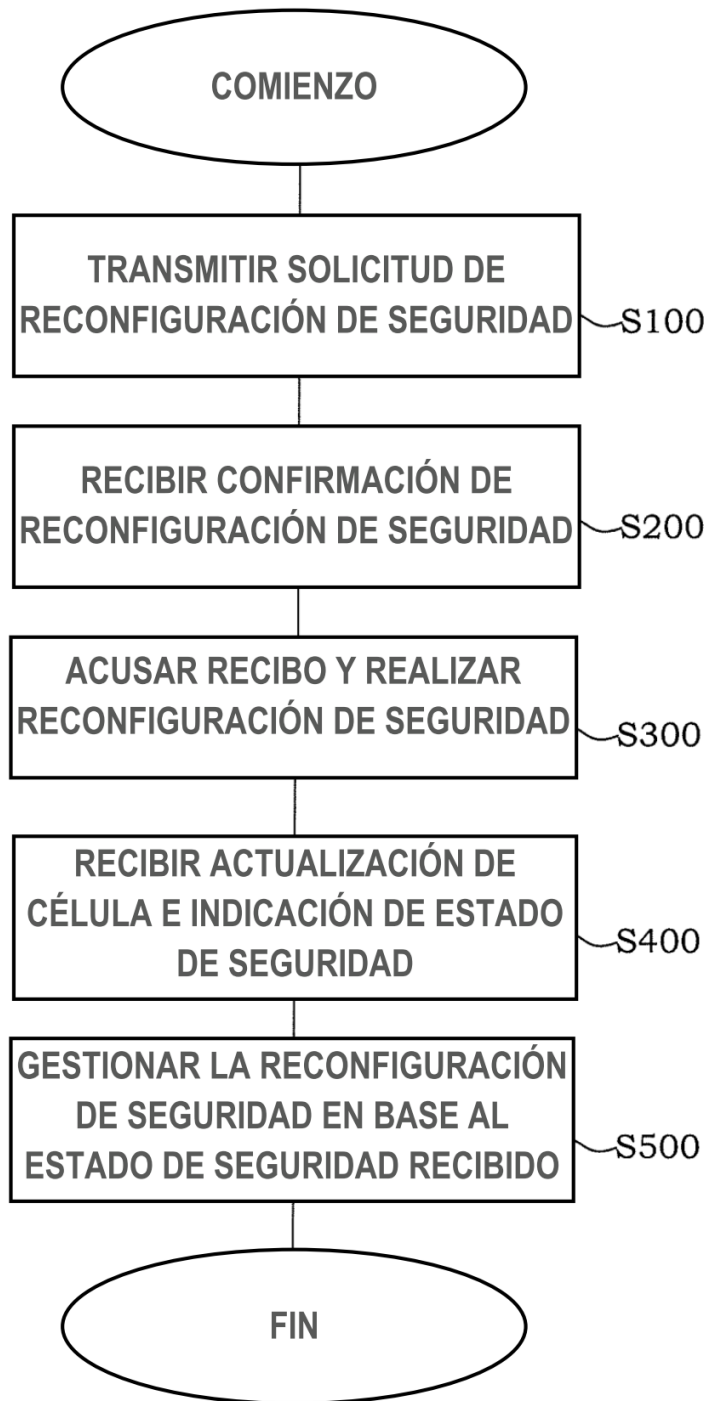 COMIENZO
TRANSMITIR SOLICITUD DE
RECONFIGURACIÓN DE SEGURIDAD
S100
RECIBIR CONFIRMACIÓN DE
RECONFIGURACIÓN DE SEGURIDAD
S200
ACUSAR RECIBO Y REALIZAR
RECONFIGURACIÓN DE SEGURIDAD
S300
RECIBIR ACTUALIZACIÓN DE
CÉLULA E INDICACIÓN DE ESTADO
DE SEGURIDAD
S400
GESTIONAR LA RECONFIGURACIÓN
DE SEGURIDAD EN BASE AL
ESTADO DE SEGURIDAD RECIBIDO
S500
FIN